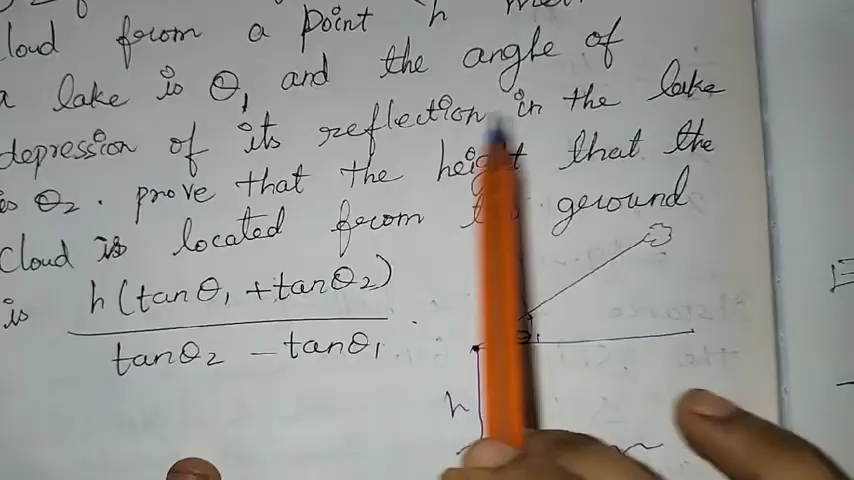 loud from a point h
a lake is θ₁ and the angle of
depression of its reflection in the lake
is θ₂. prove that the height that the
cloud is located from ground
is h(tanθ₁ + tanθ₂)
tanθ₂ - tanθ₁
h